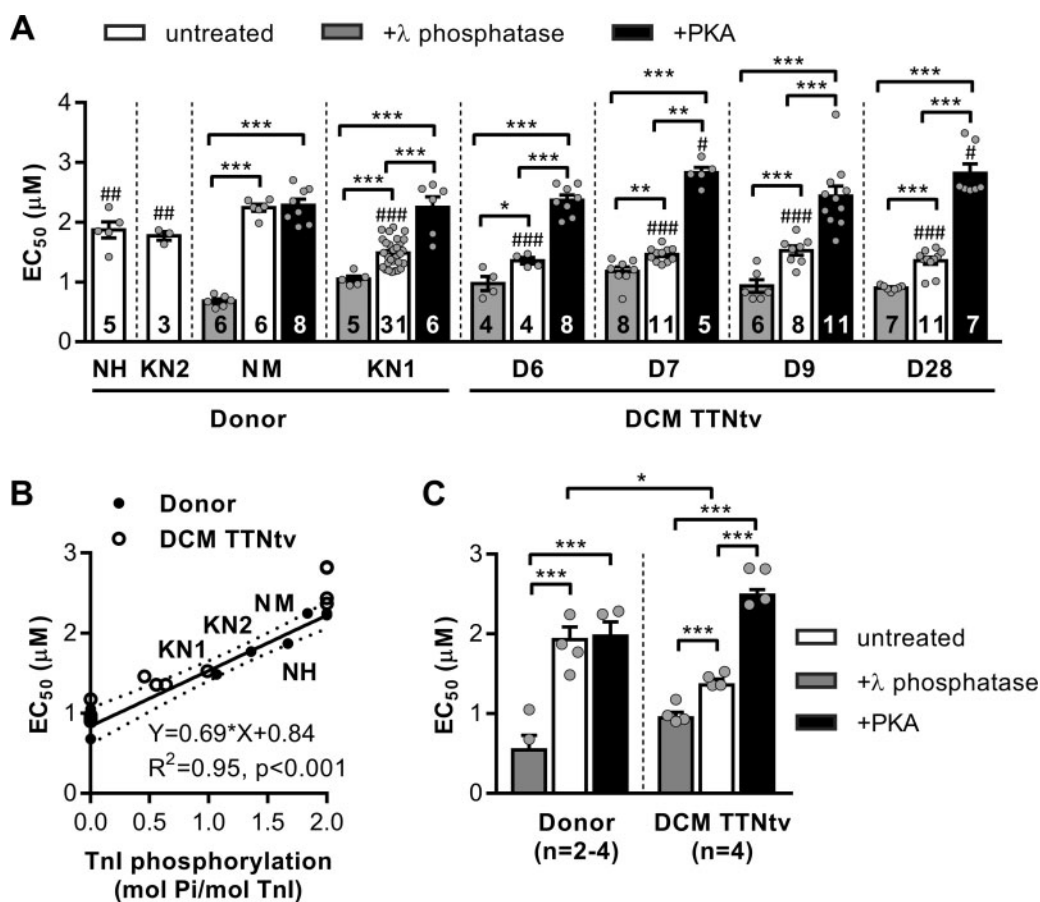 A
untreated +λ phosphatase +PKA
*** *** *** ***
*** *** *** ** *** ***
*** *** *** * *** ** *** ***
## ## ### ### ### # ### ### #
EC50 (μM)
4
3
2
1
0
5 3 6 6 8 5 31 6 4 4 8 8 11 5 6 8 11 7 11 7
NH KN2 NM KN1 D6 D7 D9 D28
Donor DCM TTNtv
B
Donor
DCM TTNtv
EC50 (μM)
3
2
1
0
NM
KN2
KN1
NH
Y=0.69*X+0.84
R2=0.95, p<0.001
0.0 0.5 1.0 1.5 2.0
TnI phosphorylation
(mol Pi/mol TnI)
C
*
*** ***
*** ***
***
EC50 (μM)
3
2
1
0
Donor DCM TTNtv
(n=2-4) (n=4)
untreated
+λ phosphatase
+PKA